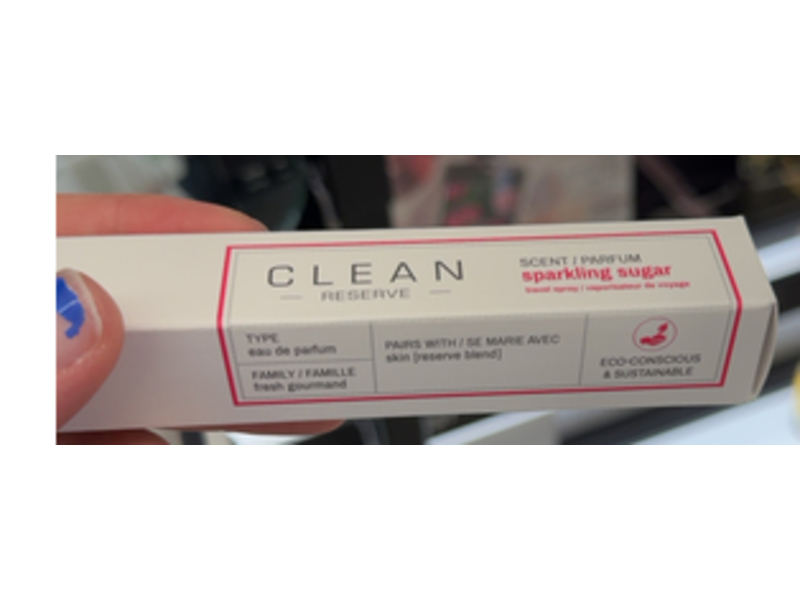 CLEAN
RESERVE
SCENT / PARFUM
sparkling sugar
travel spray / vaporisateur de voyage
TYPE
eau de parfum
FAMILY / FAMILLE
fresh gourmand
PAIRS WITH / SE MARIE AVEC
skin [reserve blend]
ECO-CONSCIOUS
& SUSTAINABLE